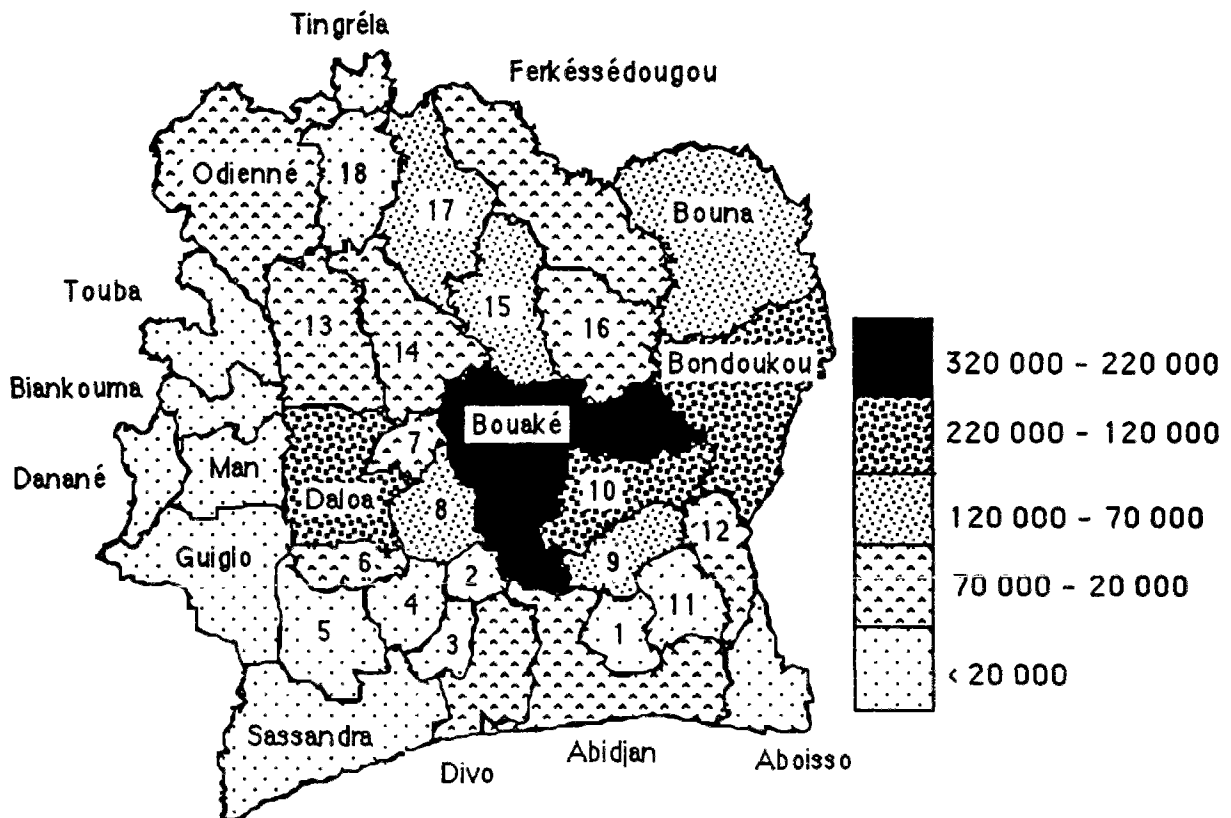 Tingréla
Ferkéssédougou
Odienné
18
17
Bouna
Touba
13
14
15
16
Bondoukou
320 000 - 220 000
Biankouma
Bouaké
220 000 - 120 000
7
Man
Danané
Daloa
8
10
120 000 - 70 000
12
Guiglo
6
2
9
70 000 - 20 000
4
11
5
3
1
< 20 000
Sassandra
Divo
Abidjan
Aboisso